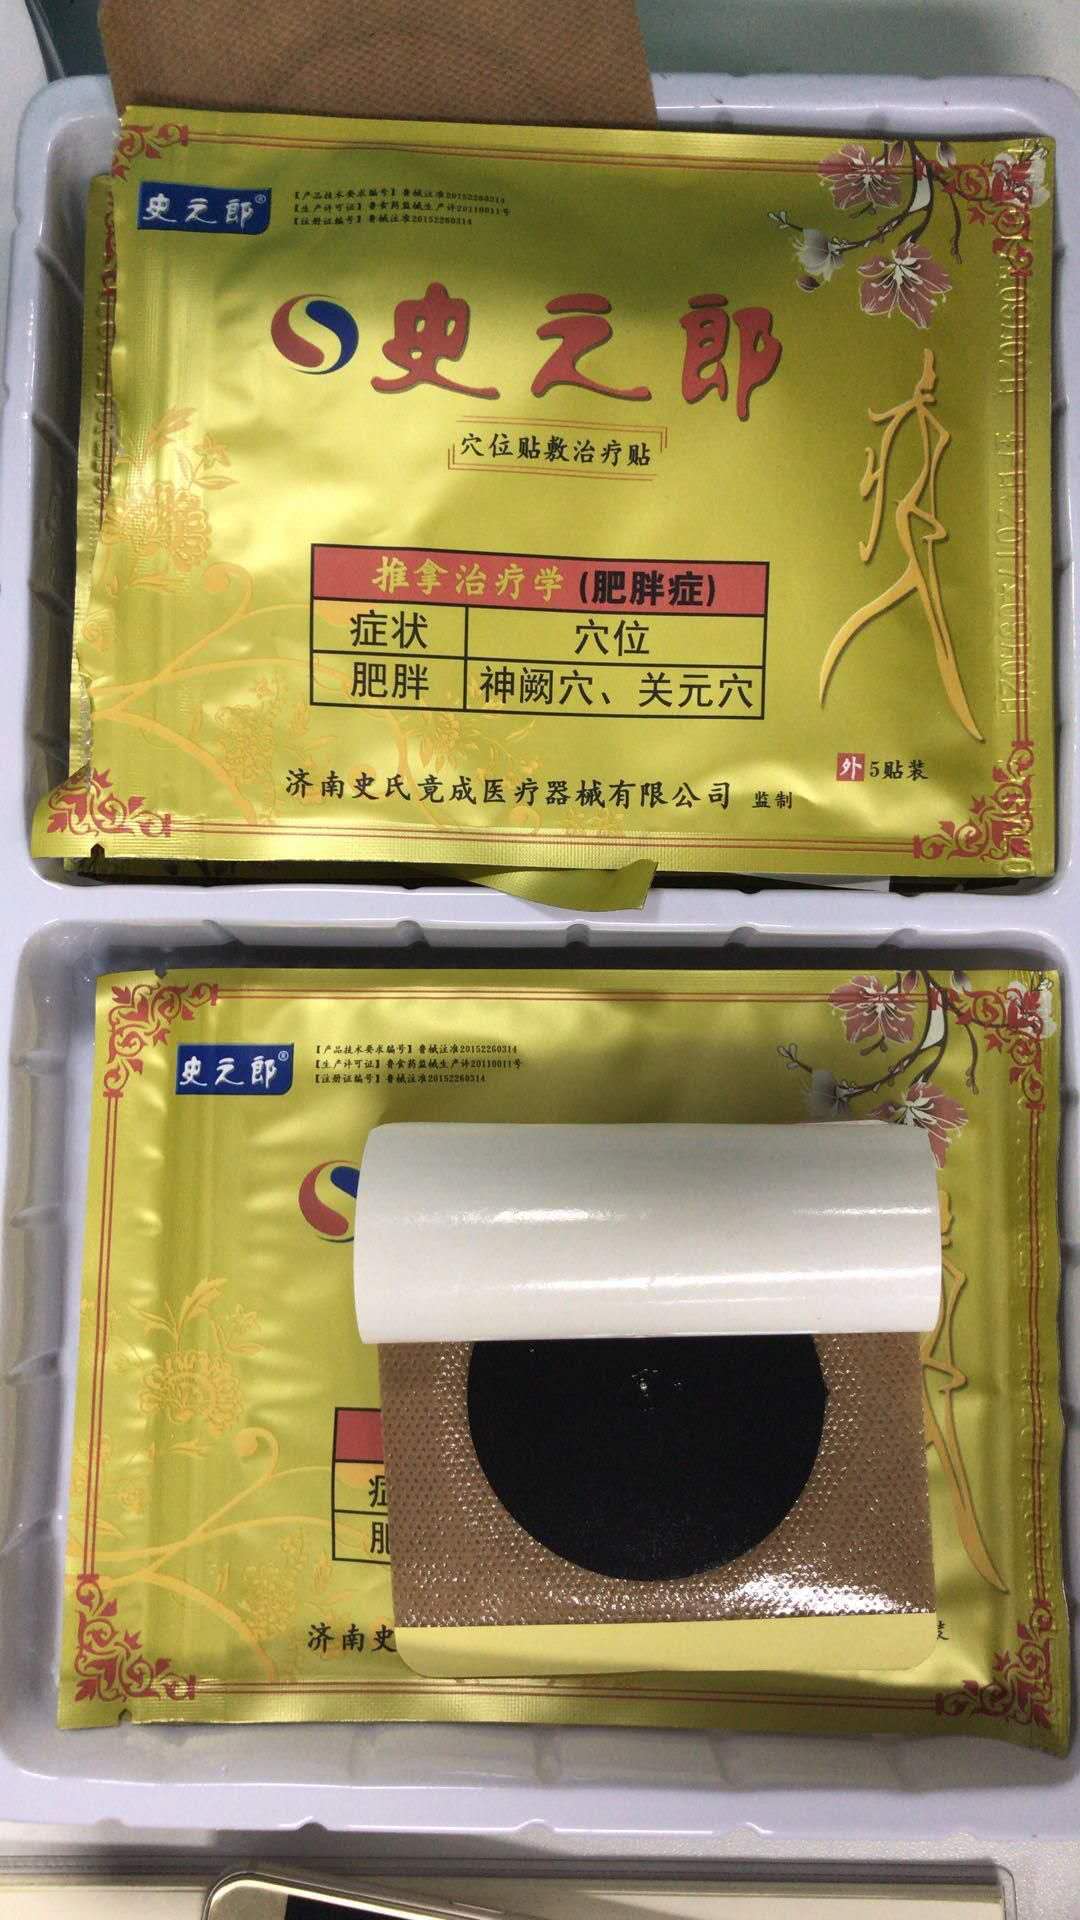 史元郎®
【产品技术要求编号】鲁械注准20152260314
【生产许可证】鲁食药监械生产许20110011号
【注册证编号】鲁械注准20152260314
史元郎
穴位贴敷治疗贴
推拿治疗学(肥胖症)
症状 穴位
肥胖 神阙穴、关元穴
外 5贴装
济南史氏竞成医疗器械有限公司 监制
史元郎®
【产品技术要求编号】鲁械注准20152260314
【生产许可证】鲁食药监械生产许20110011号
【注册证编号】鲁械注准20152260314
济南史